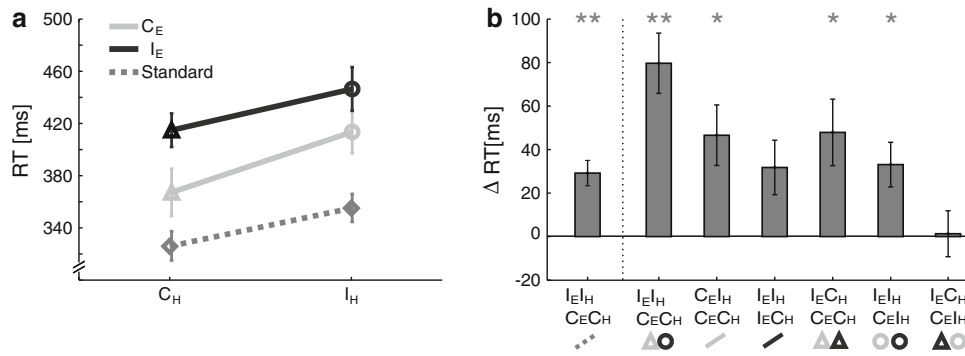 a
500
460
420
380
340
RT [ms]
C_E
I_E
Standard
C_H
I_H
b
100
80
60
40
20
0
-20
Δ RT[ms]
** ** * * *
I_EI_H I_EI_H C_EI_H I_EI_H I_EC_H I_EI_H I_EC_H
C_EC_H C_EC_H C_EC_H I_EC_H C_EC_H C_EI_H C_EI_H